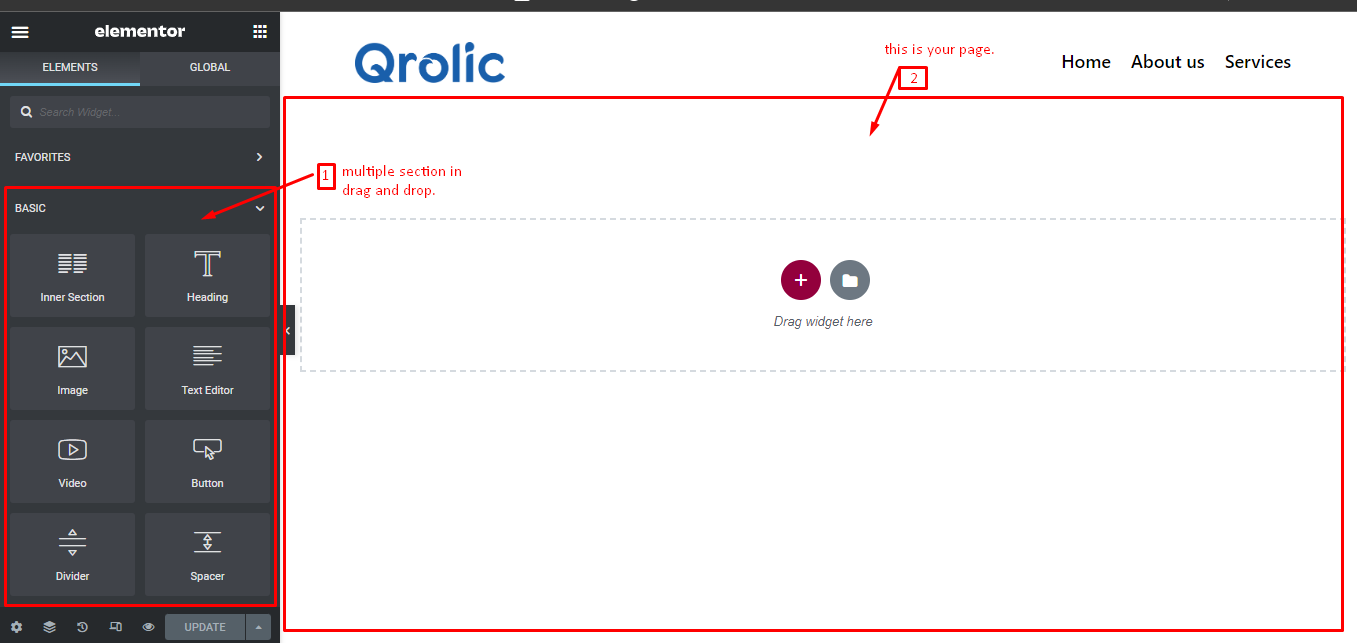 elementor
ELEMENTS GLOBAL
Search Widget...
FAVORITES
BASIC
Inner Section Heading
Image Text Editor
Video Button
Divider Spacer
UPDATE
Qrolic
this is your page.
2
Home About us Services
1 multiple section in
drag and drop.
Drag widget here